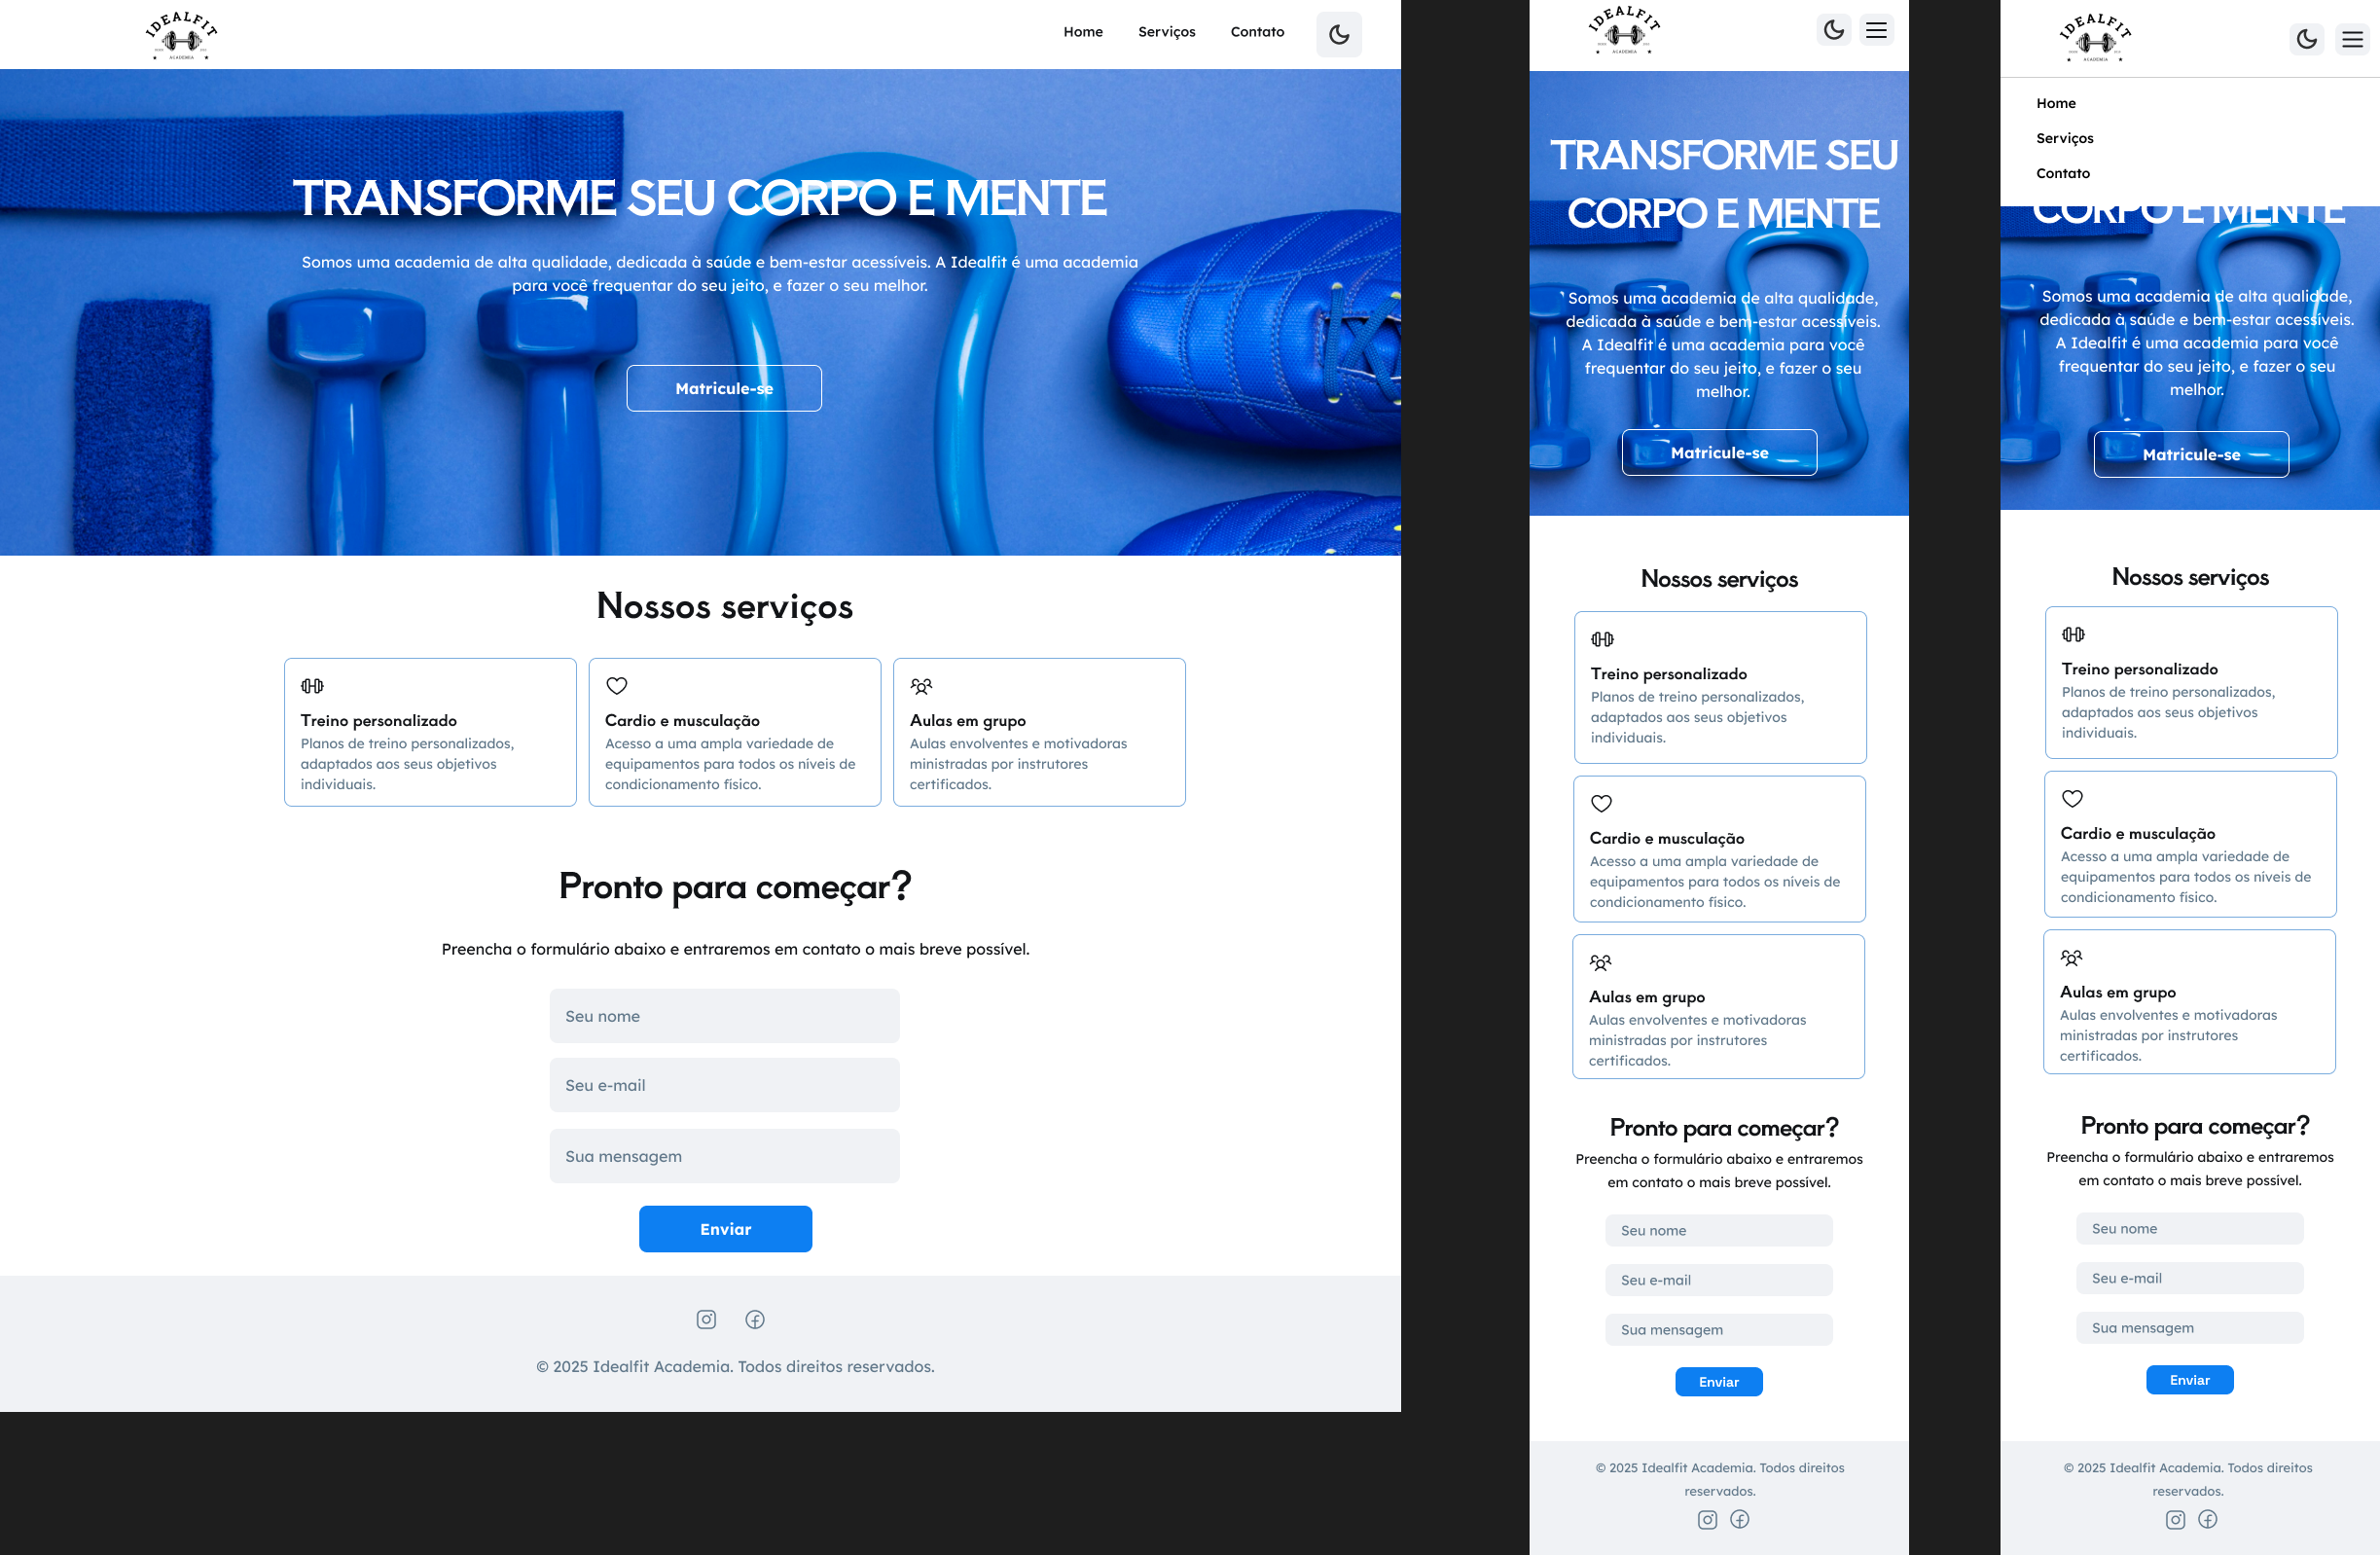 IDEALFIT
ACADEMIA
Home
Serviços
Contato
TRANSFORME SEU CORPO E MENTE
Somos uma academia de alta qualidade, dedicada à saúde e bem-estar acessíveis. A Idealfit é uma academia
para você frequentar do seu jeito, e fazer o seu melhor.
Matricule-se
Nossos serviços
Treino personalizado
Planos de treino personalizados,
adaptados aos seus objetivos
individuais.
Cardio e musculação
Acesso a uma ampla variedade de
equipamentos para todos os níveis de
condicionamento físico.
Aulas em grupo
Aulas envolventes e motivadoras
ministradas por instrutores
certificados.
Pronto para começar?
Preencha o formulário abaixo e entraremos em contato o mais breve possível.
Seu nome
Seu e-mail
Sua mensagem
Enviar
© 2025 Idealfit Academia. Todos direitos reservados.
IDEALFIT
ACADEMIA
TRANSFORME SEU
CORPO E MENTE
Somos uma academia de alta qualidade,
dedicada à saúde e bem-estar acessíveis.
A Idealfit é uma academia para você
frequentar do seu jeito, e fazer o seu
melhor.
Matricule-se
Nossos serviços
Treino personalizado
Planos de treino personalizados,
adaptados aos seus objetivos
individuais.
Cardio e musculação
Acesso a uma ampla variedade de
equipamentos para todos os níveis de
condicionamento físico.
Aulas em grupo
Aulas envolventes e motivadoras
ministradas por instrutores
certificados.
Pronto para começar?
Preencha o formulário abaixo e entraremos
em contato o mais breve possível.
Seu nome
Seu e-mail
Sua mensagem
Enviar
© 2025 Idealfit Academia. Todos direitos
reservados.
IDEALFIT
ACADEMIA
Home
Serviços
Contato
CORPO E MENTE
Somos uma academia de alta qualidade,
dedicada à saúde e bem-estar acessíveis.
A Idealfit é uma academia para você
frequentar do seu jeito, e fazer o seu
melhor.
Matricule-se
Nossos serviços
Treino personalizado
Planos de treino personalizados,
adaptados aos seus objetivos
individuais.
Cardio e musculação
Acesso a uma ampla variedade de
equipamentos para todos os níveis de
condicionamento físico.
Aulas em grupo
Aulas envolventes e motivadoras
ministradas por instrutores
certificados.
Pronto para começar?
Preencha o formulário abaixo e entraremos
em contato o mais breve possível.
Seu nome
Seu e-mail
Sua mensagem
Enviar
© 2025 Idealfit Academia. Todos direitos
reservados.